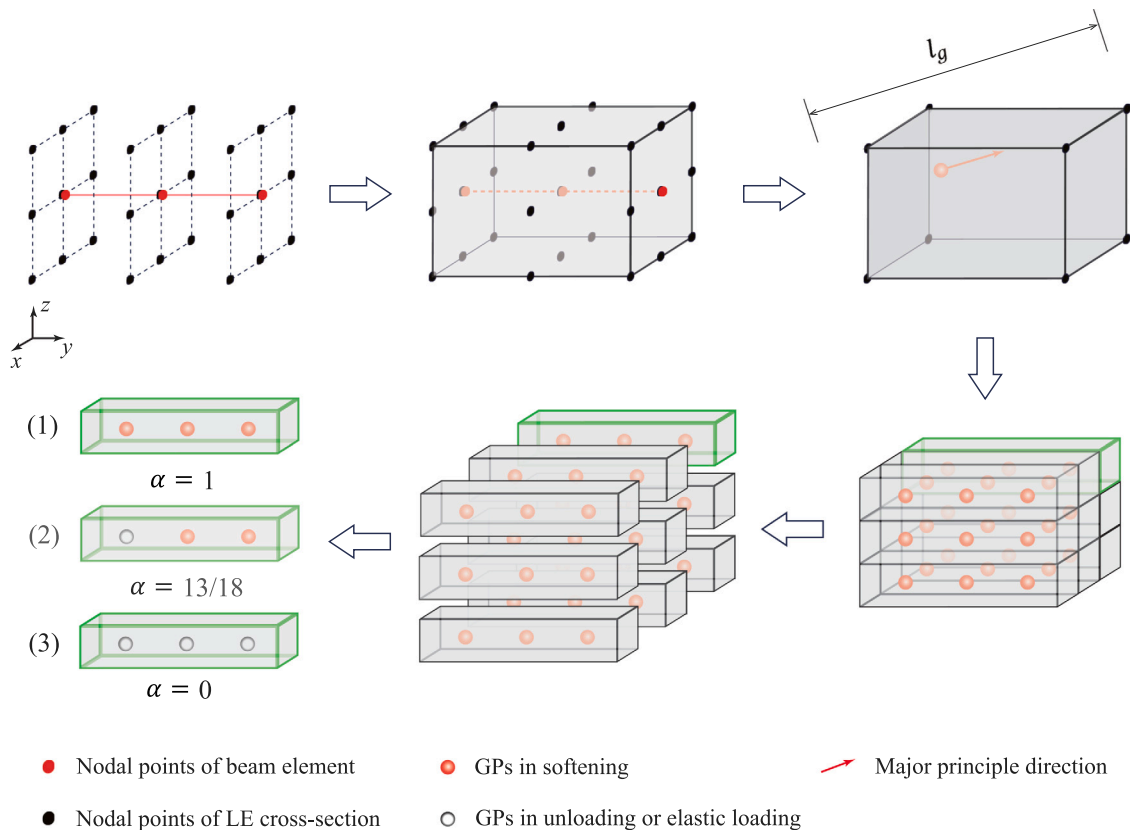 l_g
z
y
x
(1)
α = 1
(2)
α = 13/18
(3)
α = 0
Nodal points of beam element
GPs in softening
Major principle direction
Nodal points of LE cross-section
GPs in unloading or elastic loading